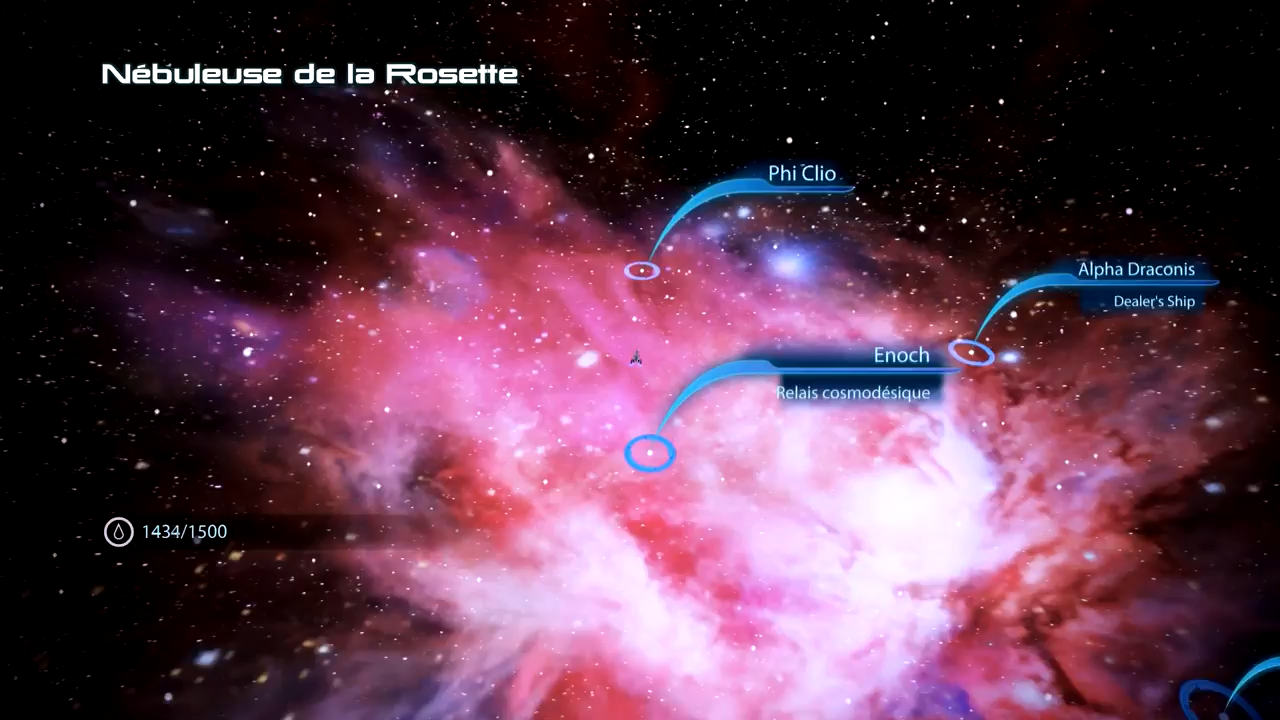 Nébuleuse de la Rosette
Phi Clio
Alpha Draconis
Dealer's Ship
Enoch
Relais cosmodésique
1434/1500